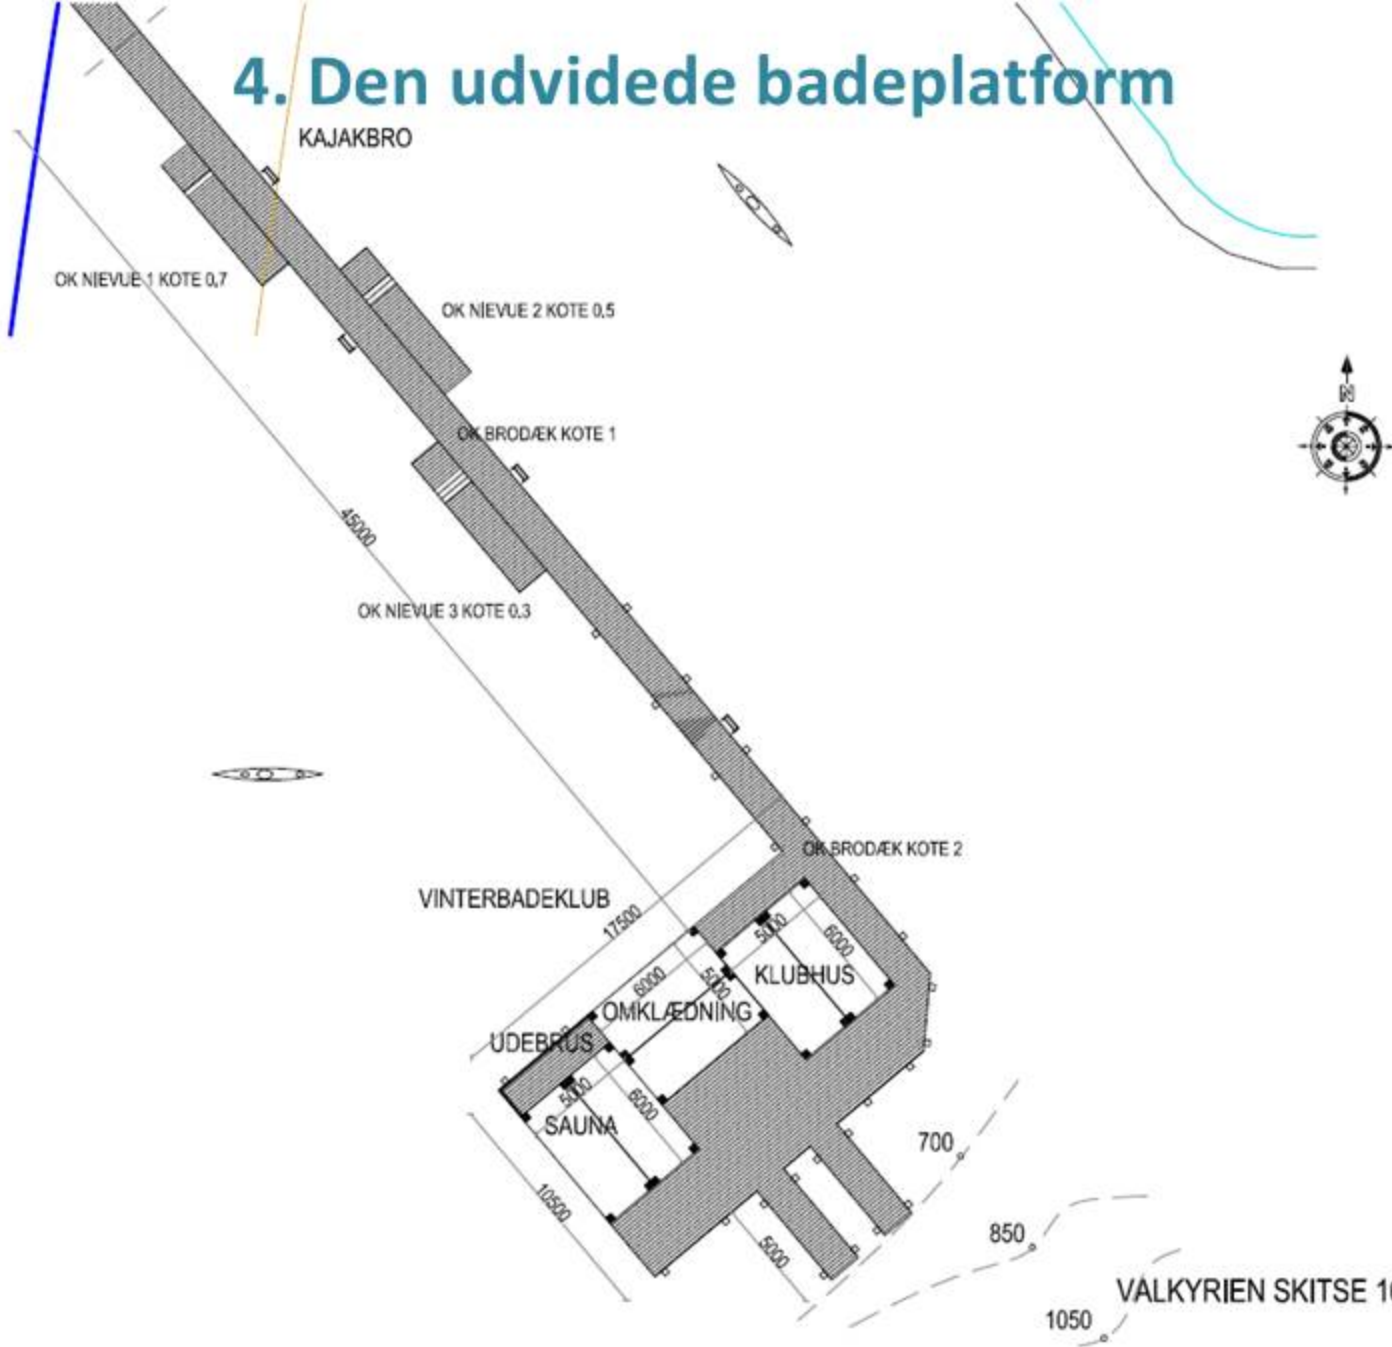 4. Den udvidede badeplatform
KAJAKBRO
OK NIEVUE 1 KOTE 0,7
OK NIEVUE 2 KOTE 0,5
N
OK BRODÆK KOTE 1
45000
OK NIEVUE 3 KOTE 0,3
OK BRODÆK KOTE 2
VINTERBADEKLUB
17500
5000
6000
KLUBHUS
6000
5000
OMKLÆDNING
UDEBRUS
5000
6000
SAUNA
700
10500
850
5000
VALKYRIEN SKITSE
1050